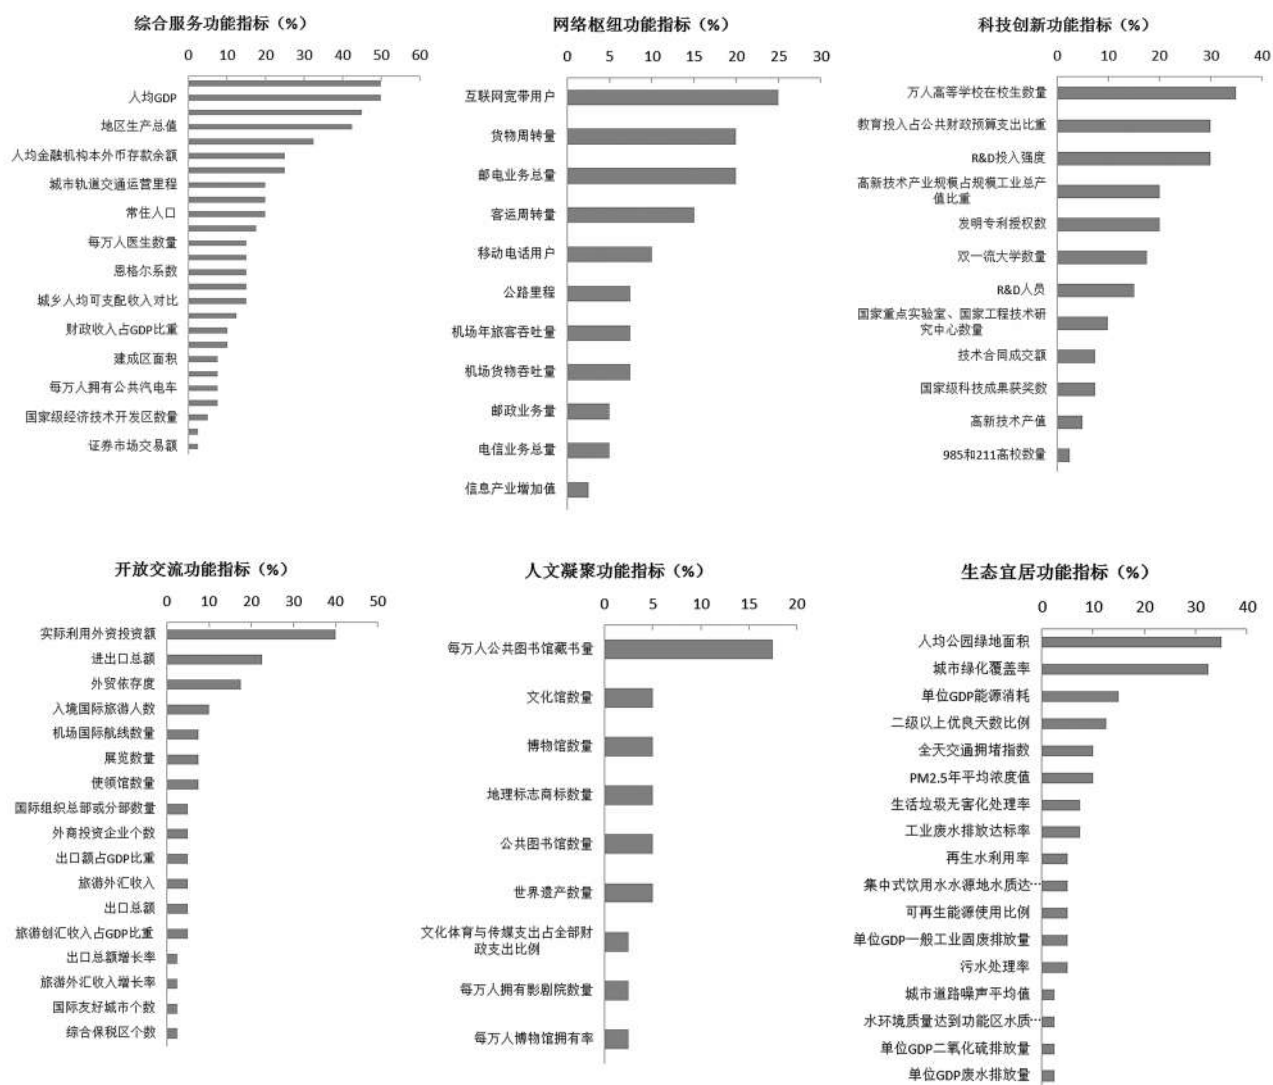 综合服务功能指标（%）
0 10 20 30 40 50 60
人均GDP
地区生产总值
人均金融机构本外币存款余额
城市轨道交通运营里程
常住人口
每万人医生数量
恩格尔系数
城乡人均可支配收入对比
财政收入占GDP比重
建成区面积
每万人拥有公共汽电车
国家级经济技术开发区数量
证券市场交易额
网络枢纽功能指标（%）
0 5 10 15 20 25 30
互联网宽带用户
货物周转量
邮电业务总量
客运周转量
移动电话用户
公路里程
机场年旅客吞吐量
机场货物吞吐量
邮政业务量
电信业务总量
信息产业增加值
科技创新功能指标（%）
0 10 20 30 40
万人高等学校在校生数量
教育投入占公共财政预算支出比重
R&D投入强度
高新技术产业规模占规模工业总产
值比重
发明专利授权数
双一流大学数量
R&D人员
国家重点实验室、国家工程技术研
究中心数量
技术合同成交额
国家级科技成果获奖数
高新技术产值
985和211高校数量
开放交流功能指标（%）
0 10 20 30 40 50
实际利用外资投资额
进出口总额
外贸依存度
入境国际旅游人数
机场国际航线数量
展览数量
使领馆数量
国际组织总部或分部数量
外商投资企业个数
出口额占GDP比重
旅游外汇收入
出口总额
旅游创汇收入占GDP比重
出口总额增长率
旅游外汇收入增长率
国际友好城市个数
综合保税区个数
人文凝聚功能指标（%）
0 5 10 15 20
每万人公共图书馆藏书量
文化馆数量
博物馆数量
地理标志商标数量
公共图书馆数量
世界遗产数量
文化体育与传媒支出占全部财
政支出比例
每万人拥有影剧院数量
每万人博物馆拥有率
生态宜居功能指标（%）
0 10 20 30 40
人均公园绿地面积
城市绿化覆盖率
单位GDP能源消耗
二级以上优良天数比例
全天交通拥堵指数
PM2.5年平均浓度值
生活垃圾无害化处理率
工业废水排放达标率
再生水利用率
集中式饮用水水源地水质达…
可再生能源使用比例
单位GDP一般工业固废排放量
污水处理率
城市道路噪声平均值
水环境质量达到功能区水质…
单位GDP二氧化硫排放量
单位GDP废水排放量